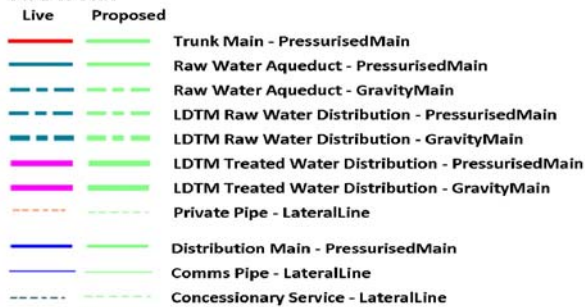 Live Proposed
Trunk Main - PressurisedMain
Raw Water Aqueduct - PressurisedMain
Raw Water Aqueduct - GravityMain
LDTM Raw Water Distribution - PressurisedMain
LDTM Raw Water Distribution - GravityMain
LDTM Treated Water Distribution - PressurisedMain
LDTM Treated Water Distribution - GravityMain
Private Pipe - LateralLine
Distribution Main - PressurisedMain
Comms Pipe - LateralLine
Concessionary Service - LateralLine